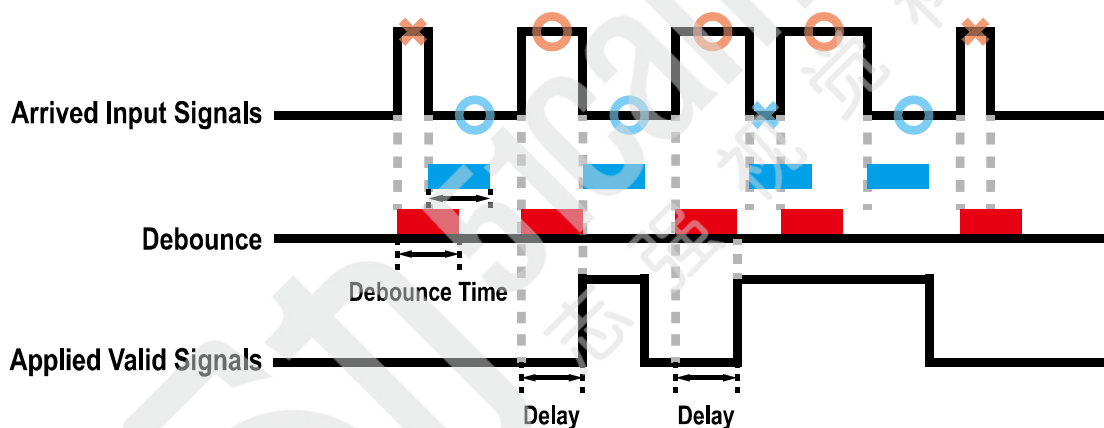 Arrived Input Signals
Debounce
Debounce Time
Applied Valid Signals
Delay
Delay